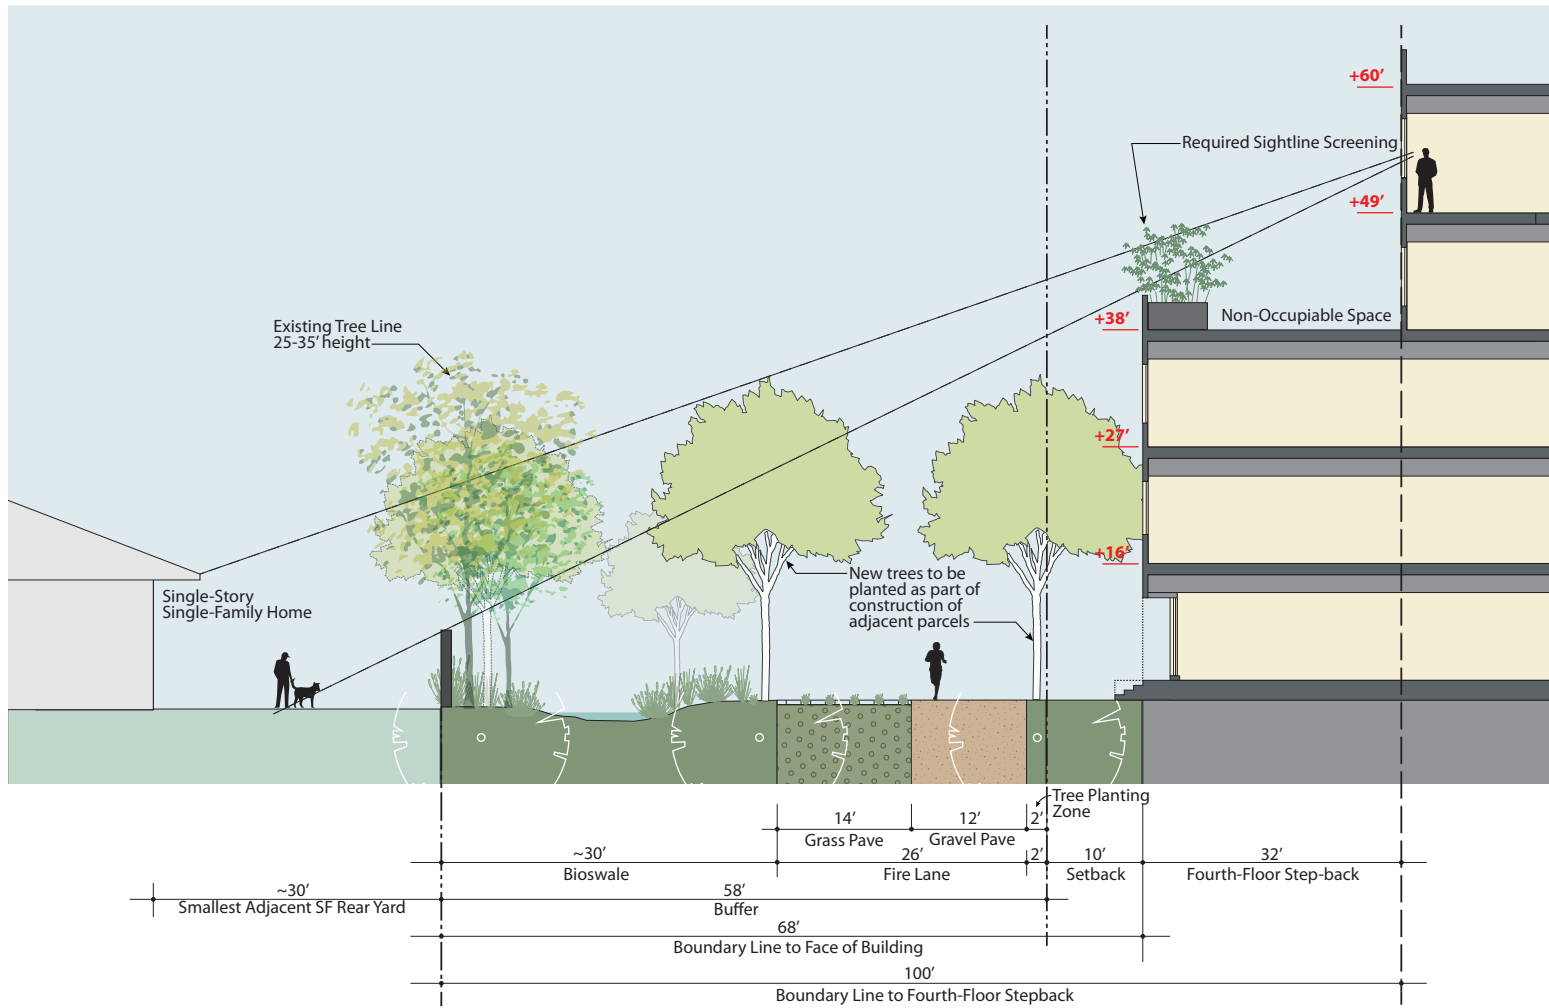 +60’
Required Sightline Screening
+49’
+38’
Non-Occupiable Space
Existing Tree Line
25-35’ height
+27’
+16’
Single-Story
Single-Family Home
New trees to be
planted as part of
construction of
adjacent parcels
Tree Planting
Zone
14’
Grass Pave
12’
Gravel Pave
2’
~30’
Bioswale
26’
Fire Lane
2’
10’
Setback
32’
Fourth-Floor Step-back
~30’
Smallest Adjacent SF Rear Yard
58’
Buffer
68’
Boundary Line to Face of Building
100’
Boundary Line to Fourth-Floor Stepback